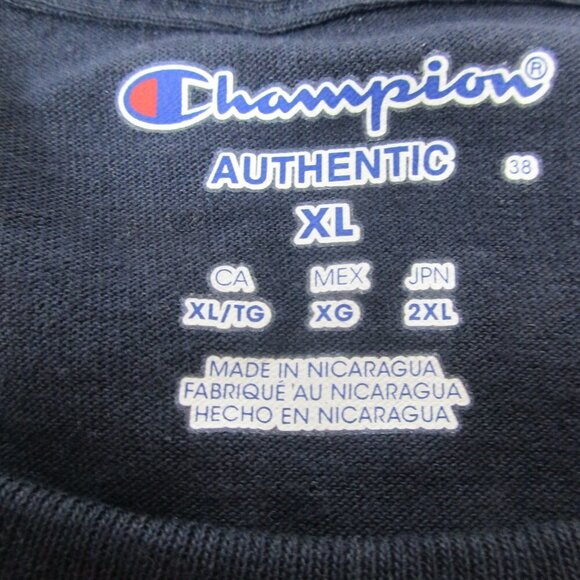 Champion®
AUTHENTIC 38
XL
CA MEX JPN
XL/TG XG 2XL
MADE IN NICARAGUA
FABRIQUÉ AU NICARAGUA
HECHO EN NICARAGUA